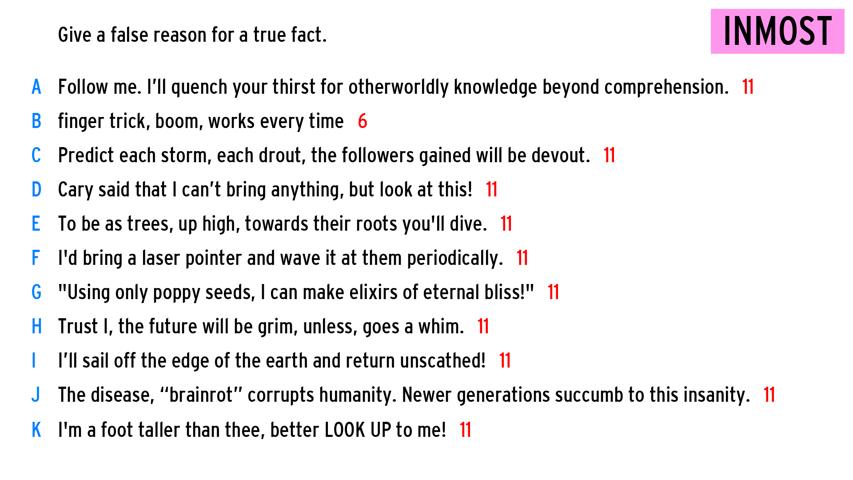 Give a false reason for a true fact.
INMOST
A Follow me. I’ll quench your thirst for otherworldly knowledge beyond comprehension. 11
B finger trick, boom, works every time 6
C Predict each storm, each drout, the followers gained will be devout. 11
D Cary said that I can’t bring anything, but look at this! 11
E To be as trees, up high, towards their roots you'll dive. 11
F I'd bring a laser pointer and wave it at them periodically. 11
G "Using only poppy seeds, I can make elixirs of eternal bliss!" 11
H Trust I, the future will be grim, unless, goes a whim. 11
I I’ll sail off the edge of the earth and return unscathed! 11
J The disease, “brainrot” corrupts humanity. Newer generations succumb to this insanity. 11
K I'm a foot taller than thee, better LOOK UP to me! 11